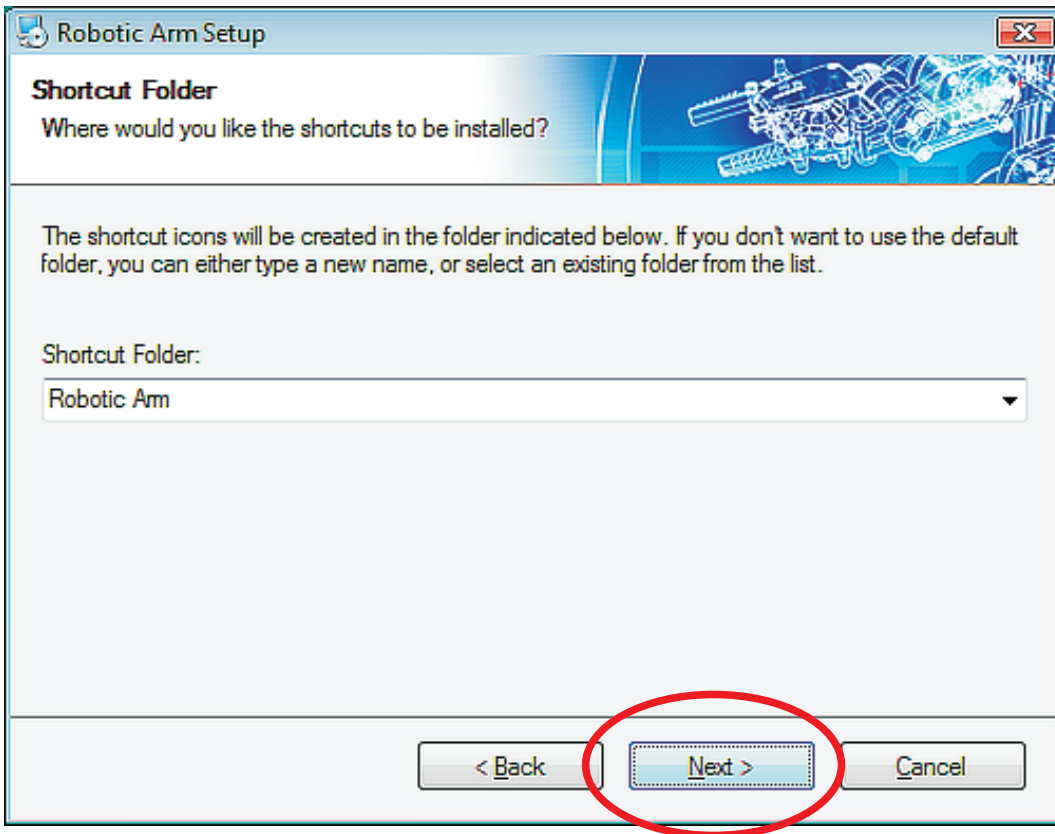 Robotic Arm Setup
Shortcut Folder
Where would you like the shortcuts to be installed?
The shortcut icons will be created in the folder indicated below. If you don't want to use the default
folder, you can either type a new name, or select an existing folder from the list.
Shortcut Folder:
Robotic Arm
< Back
Next >
Cancel